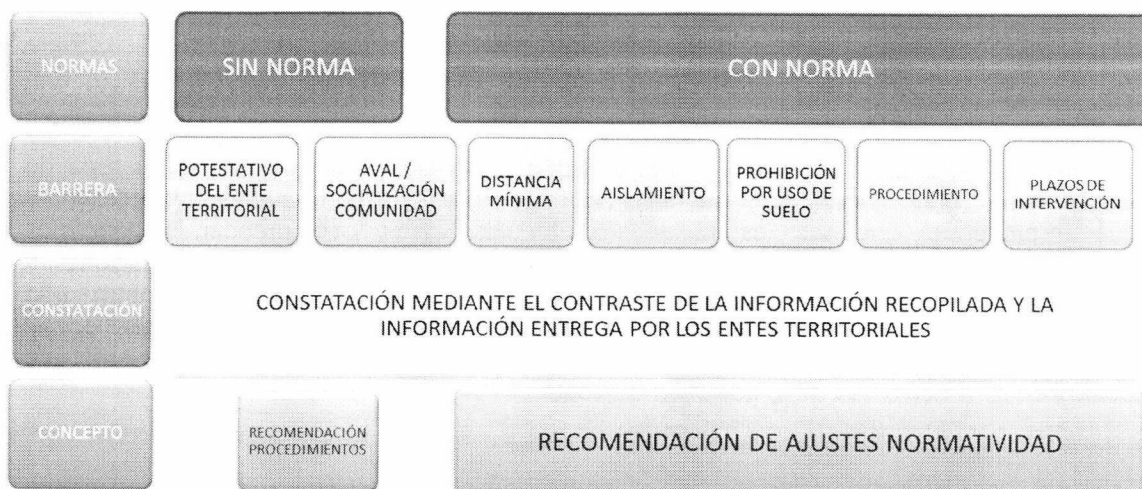 NORMAS
SIN NORMA
CON NORMA
BARRERA
POTESTATIVO
DEL ENTE
TERRITORIAL
AVAL /
SOCIALIZACIÓN
COMUNIDAD
DISTANCIA
MÍNIMA
AISLAMIENTO
PROHIBICIÓN
POR USO DE
SUELO
PROCEDIMIENTO
PLAZOS DE
INTERVENCIÓN
CONSTATACIÓN
CONSTATACIÓN MEDIANTE EL CONTRASTE DE LA INFORMACIÓN RECOPILADA Y LA
INFORMACIÓN ENTREGA POR LOS ENTES TERRITORIALES
CONCEPTO
RECOMENDACIÓN
PROCEDIMIENTOS
RECOMENDACIÓN DE AJUSTES NORMATIVIDAD